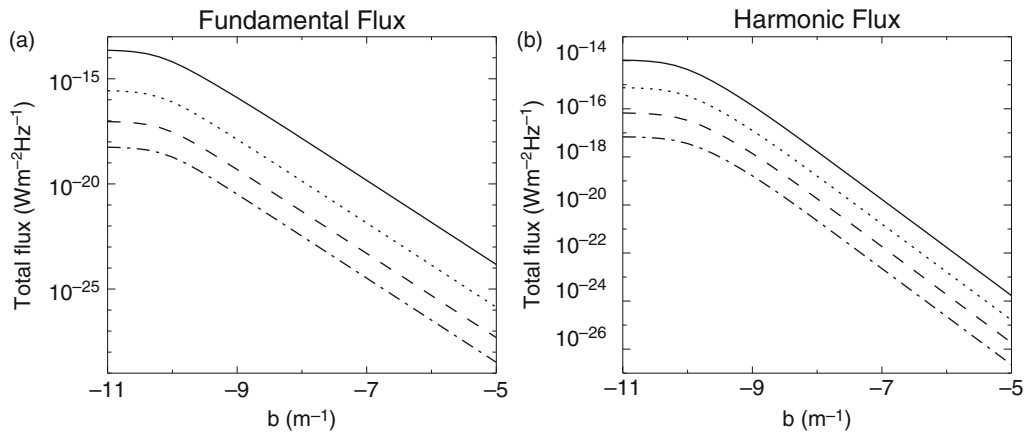 Fundamental Flux
(a)
Total flux (Wm⁻²Hz⁻¹)
10⁻¹⁵
10⁻²⁰
10⁻²⁵
−11 −9 −7 −5
b (m⁻¹)
Harmonic Flux
(b)
Total flux (Wm⁻²Hz⁻¹)
10⁻¹⁴
10⁻¹⁶
10⁻¹⁸
10⁻²⁰
10⁻²²
10⁻²⁴
10⁻²⁶
−11 −9 −7 −5
b (m⁻¹)